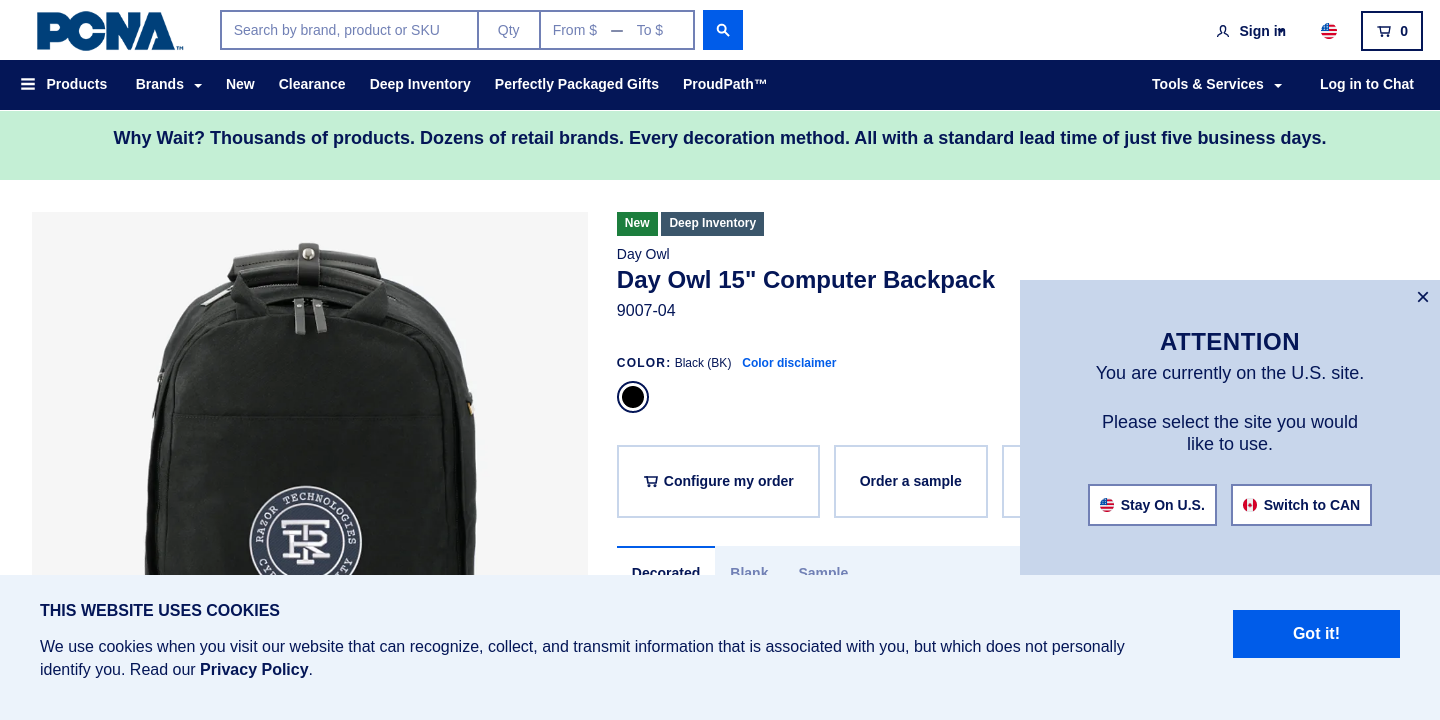 PCNA™
Search by brand, product or SKU
Qty
From $ — To $
Sign in
0
Products
Brands
New
Clearance
Deep Inventory
Perfectly Packaged Gifts
ProudPath™
Tools & Services
Log in to Chat
Why Wait? Thousands of products. Dozens of retail brands. Every decoration method. All with a standard lead time of just five business days.
New
Deep Inventory
Day Owl
Day Owl 15" Computer Backpack
9007-04
COLOR: Black (BK) Color disclaimer
Configure my order
Order a sample
Decorated
Blank
Sample
RAZOR TECHNOLOGIES
×
ATTENTION
You are currently on the U.S. site.
Please select the site you would
like to use.
Stay On U.S.
Switch to CAN
THIS WEBSITE USES COOKIES
We use cookies when you visit our website that can recognize, collect, and transmit information that is associated with you, but which does not personally
identify you. Read our Privacy Policy.
Got it!